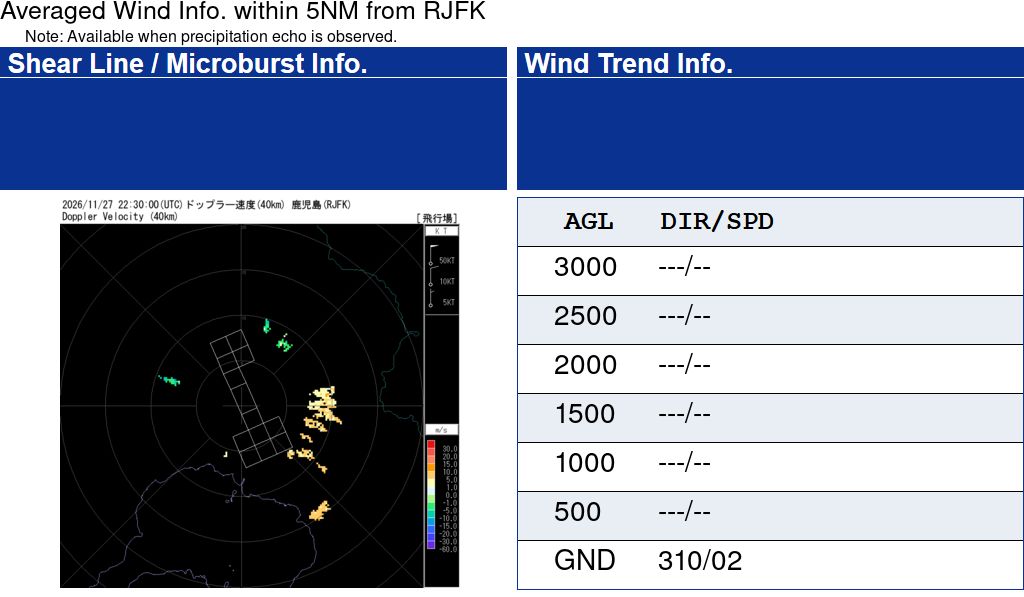 Averaged Wind Info. within 5NM from RJFK
Note: Available when precipitation echo is observed.
Shear Line / Microburst Info.
Wind Trend Info.
2026/11/27 22:30:00(UTC) ドップラー速度(40km) 鹿児島(RJFK)
Doppler Velocity (40km)
[飛行場]
KT
50KT
10KT
5KT
m/s
30.0
20.0
15.0
10.0
5.0
1.0
0.0
-1.0
-5.0
-10.0
-15.0
-20.0
-30.0
-60.0
AGL DIR/SPD
3000 ---/--
2500 ---/--
2000 ---/--
1500 ---/--
1000 ---/--
500 ---/--
GND 310/02